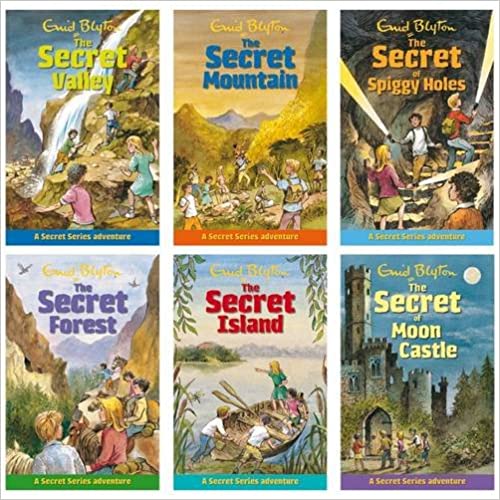 Enid Blyton
The
Secret
Valley
A Secret Series adventure
Enid Blyton
The
Secret
Mountain
A Secret Series adventure
Enid Blyton
The
Secret
of
Spiggy Holes
A Secret Series adventure
Enid Blyton
The
Secret
Forest
A Secret Series adventure
Enid Blyton
The
Secret
Island
A Secret Series adventure
Enid Blyton
The
Secret
of
Moon
Castle
A Secret Series adventure